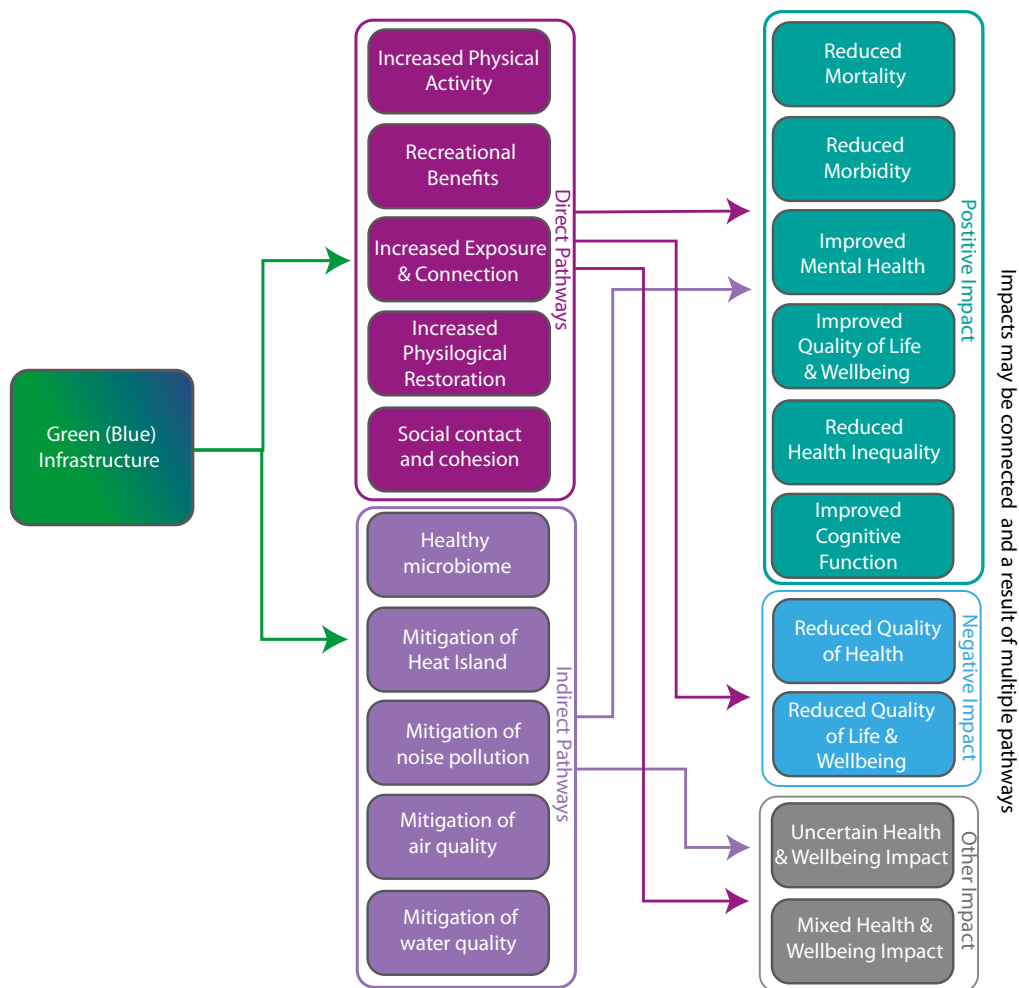 Green (Blue)
Infrastructure
Increased Physical
Activity
Recreational
Benefits
Increased Exposure
& Connection
Increased
Physilogical
Restoration
Social contact
and cohesion
Direct Pathways
Healthy
microbiome
Mitigation of
Heat Island
Mitigation of
noise pollution
Mitigation of
air quality
Mitigation of
water quality
Indirect Pathways
Reduced
Mortality
Reduced
Morbidity
Improved
Mental Health
Improved
Quality of Life
& Wellbeing
Reduced
Health Inequality
Improved
Cognitive
Function
Postitive Impact
Reduced Quality
of Health
Reduced Quality
of Life &
Wellbeing
Negative Impact
Uncertain Health
& Wellbeing Impact
Mixed Health &
Wellbeing Impact
Other Impact
Impacts may be connected and a result of multiple pathways